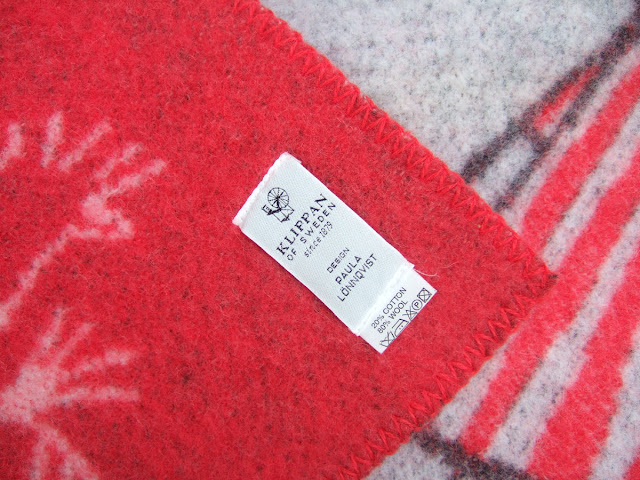 KLIPPAN
OF SWEDEN
since 1879
DESIGN
PAULA
LÖNNQVIST
20% COTTON
80% WOOL
P